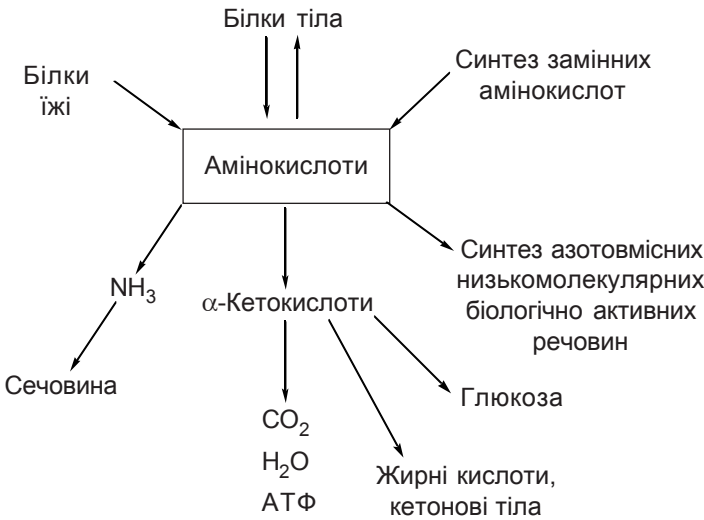 Білки тіла
Білки
їжі
Синтез замінних
амінокислот
Амінокислоти
NH₃
Сечовина
α-Кетокислоти
Синтез азотовмісних
низькомолекулярних
біологічно активних
речовин
Глюкоза
CO₂
H₂O
АТФ
Жирні кислоти,
кетонові тіла